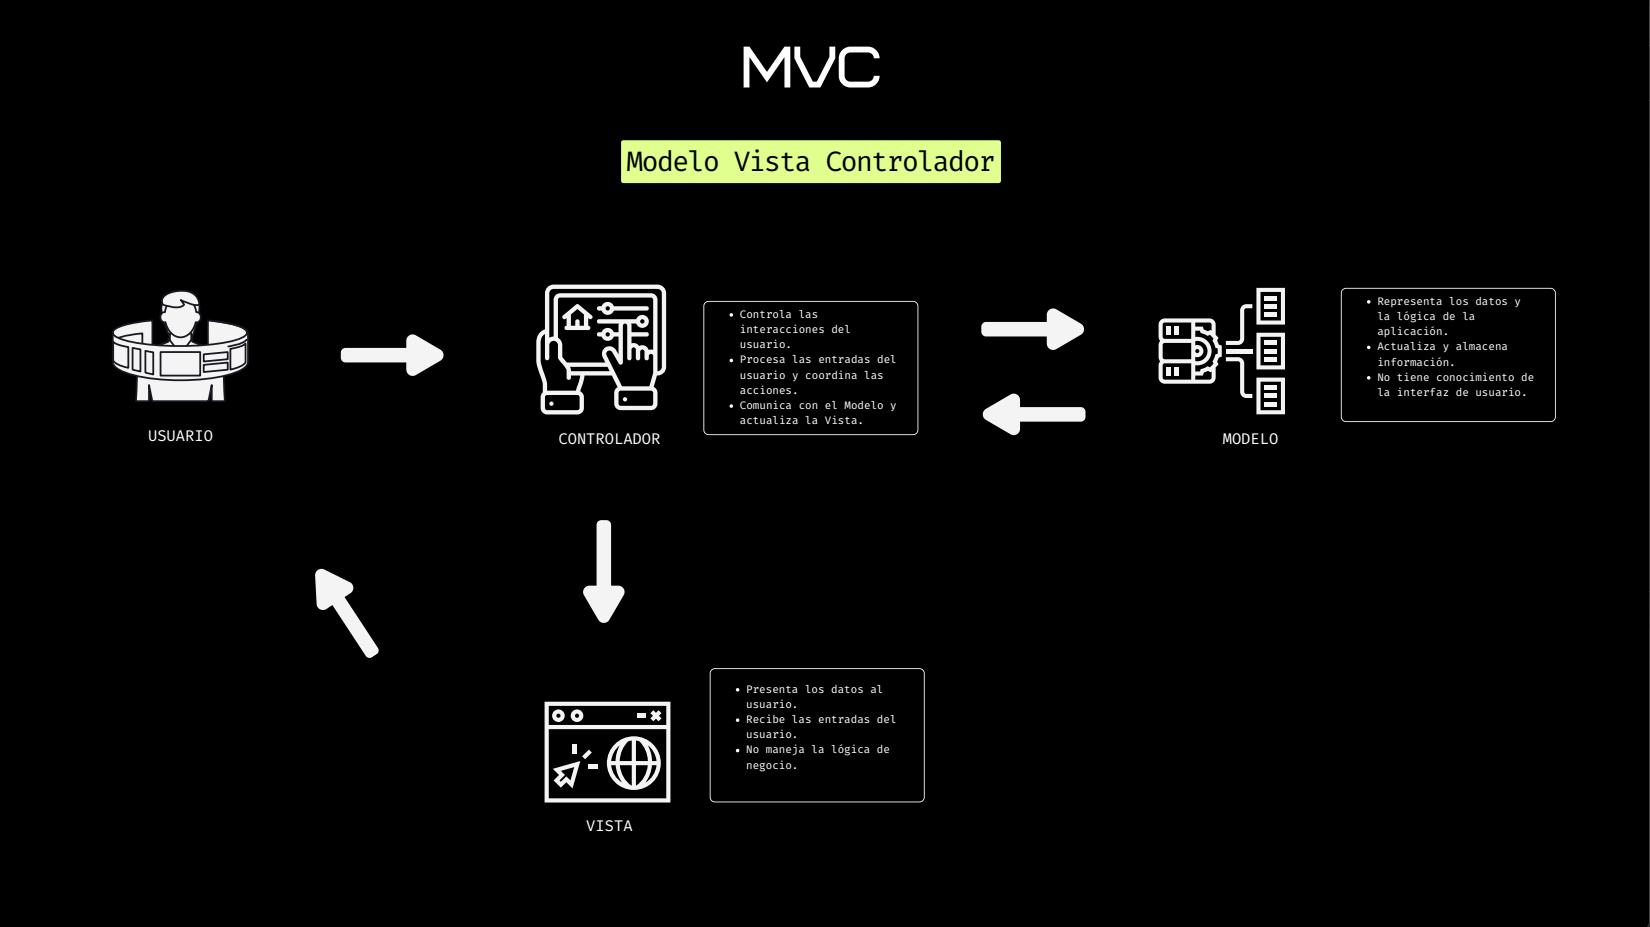 MVC
Modelo Vista Controlador
USUARIO
CONTROLADOR
• Controla las
interacciones del
usuario.
• Procesa las entradas del
usuario y coordina las
acciones.
• Comunica con el Modelo y
actualiza la Vista.
MODELO
• Representa los datos y
la lógica de la
aplicación.
• Actualiza y almacena
información.
• No tiene conocimiento de
la interfaz de usuario.
VISTA
• Presenta los datos al
usuario.
• Recibe las entradas del
usuario.
• No maneja la lógica de
negocio.